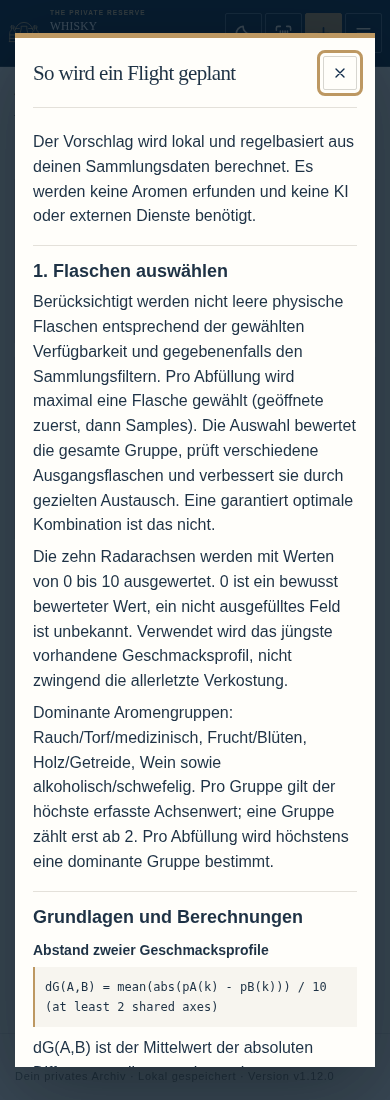 THE PRIVATE RESERVE
WHISKY
So wird ein Flight geplant
Der Vorschlag wird lokal und regelbasiert aus
deinen Sammlungsdaten berechnet. Es
werden keine Aromen erfunden und keine KI
oder externen Dienste benötigt.
1. Flaschen auswählen
Berücksichtigt werden nicht leere physische
Flaschen entsprechend der gewählten
Verfügbarkeit und gegebenenfalls den
Sammlungsfiltern. Pro Abfüllung wird
maximal eine Flasche gewählt (geöffnete
zuerst, dann Samples). Die Auswahl bewertet
die gesamte Gruppe, prüft verschiedene
Ausgangsflaschen und verbessert sie durch
gezielten Austausch. Eine garantiert optimale
Kombination ist das nicht.
Die zehn Radarachsen werden mit Werten
von 0 bis 10 ausgewertet. 0 ist ein bewusst
bewerteter Wert, ein nicht ausgefülltes Feld
ist unbekannt. Verwendet wird das jüngste
vorhandene Geschmacksprofil, nicht
zwingend die allerletzte Verkostung.
Dominante Aromengruppen:
Rauch/Torf/medizinisch, Frucht/Blüten,
Holz/Getreide, Wein sowie
alkoholisch/schwefelig. Pro Gruppe gilt der
höchste erfasste Achsenwert; eine Gruppe
zählt erst ab 2. Pro Abfüllung wird höchstens
eine dominante Gruppe bestimmt.
Grundlagen und Berechnungen
Abstand zweier Geschmacksprofile
dG(A,B) = mean(abs(pA(k) - pB(k))) / 10
(at least 2 shared axes)
dG(A,B) ist der Mittelwert der absoluten
Dein privates Archiv · Lokal gespeichert · Version v1.12.0